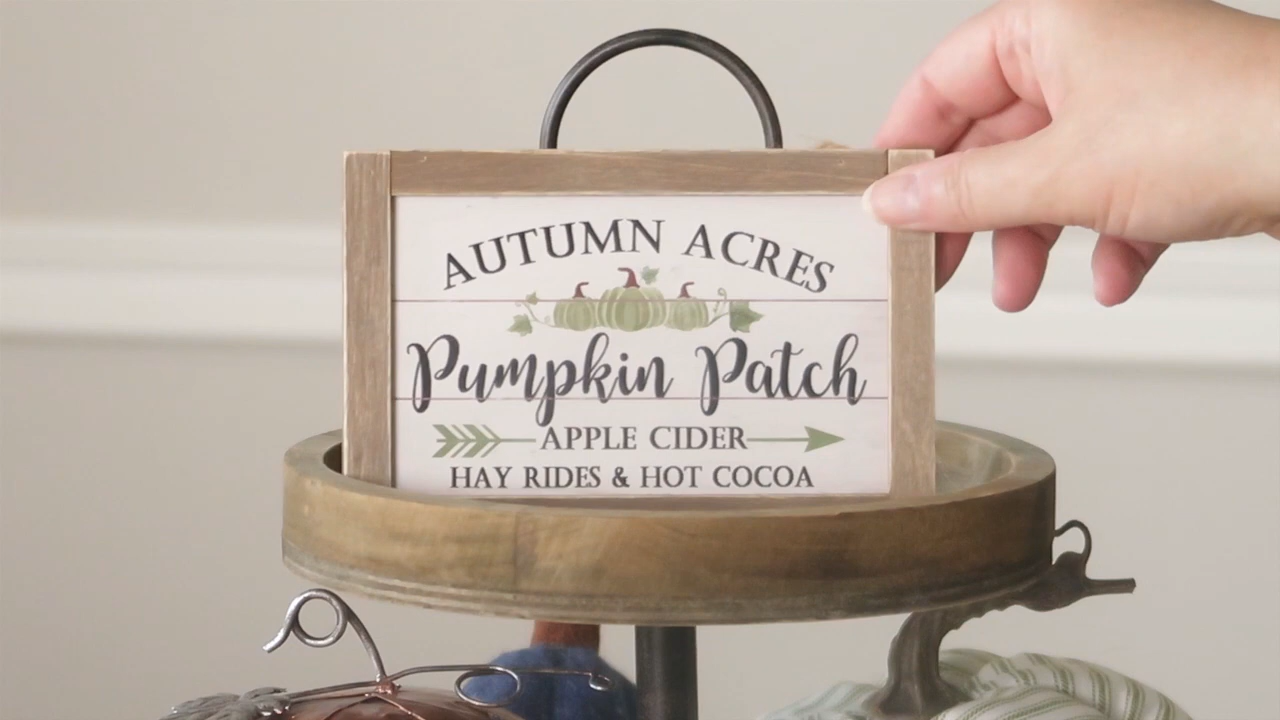 AUTUMN ACRES
Pumpkin Patch
APPLE CIDER
HAY RIDES & HOT COCOA